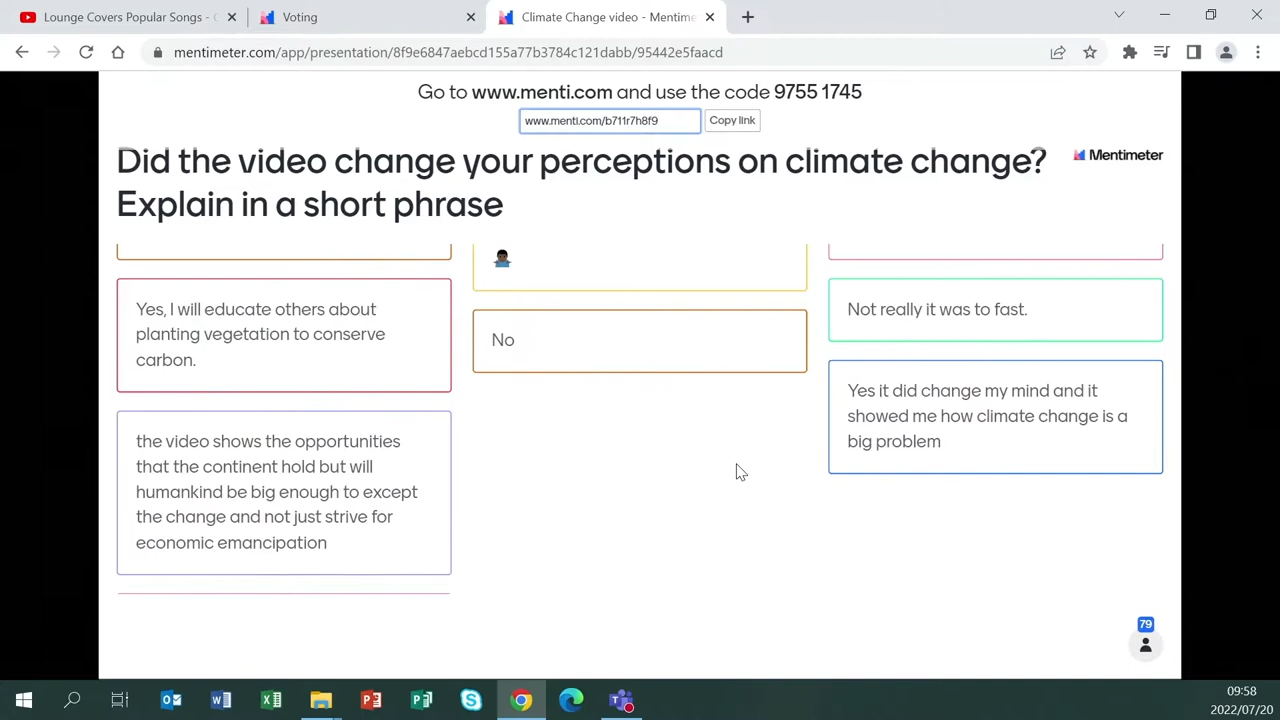 Lounge Covers Popular Songs - C
Voting
Climate Change video - Mentime
mentimeter.com/app/presentation/8f9e6847aebcd155a77b3784c121dabb/95442e5faacd
Go to www.menti.com and use the code 9755 1745
www.menti.com/b711r7h8f9
Copy link
Did the video change your perceptions on climate change?
Explain in a short phrase
Mentimeter
Yes, I will educate others about
planting vegetation to conserve
carbon.
the video shows the opportunities
that the continent hold but will
humankind be big enough to except
the change and not just strive for
economic emancipation
No
Not really it was to fast.
Yes it did change my mind and it
showed me how climate change is a
big problem
79
09:58
2022/07/20